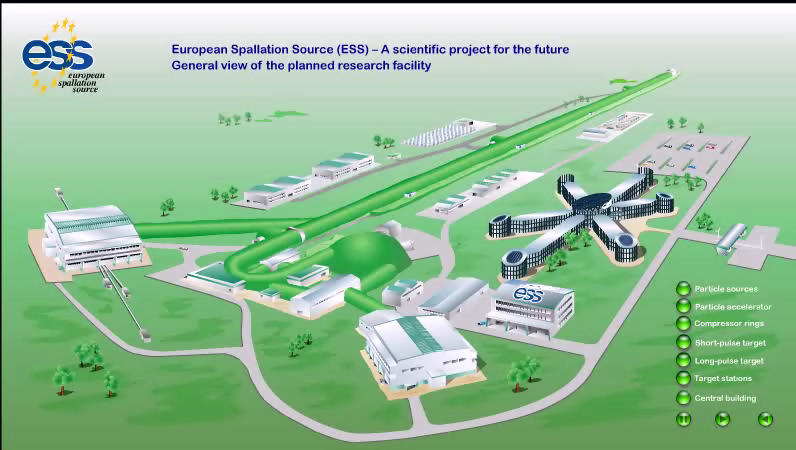 ess
european
spallation
source
European Spallation Source (ESS) – A scientific project for the future
General view of the planned research facility
ess
Particle sources
Particle accelerator
Compressor rings
Short-pulse target
Long-pulse target
Target stations
Central building